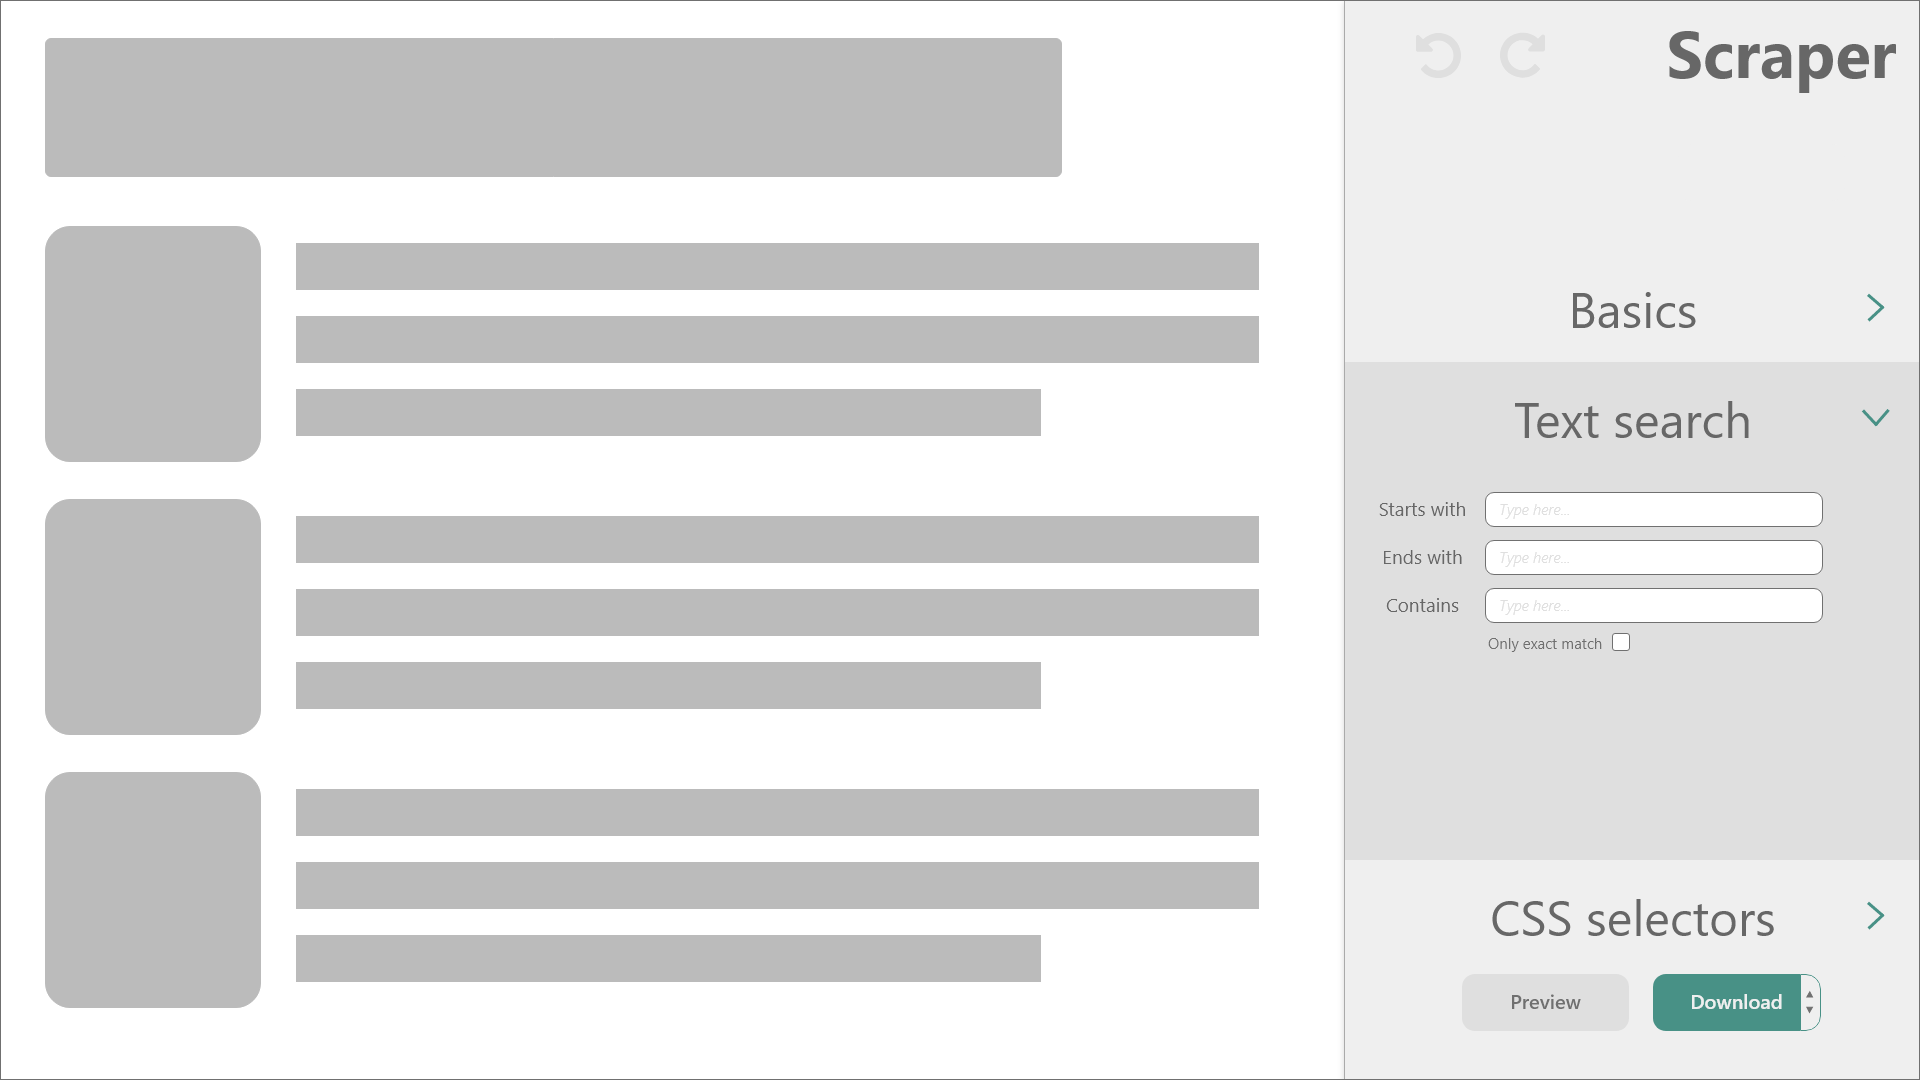 Scraper
Basics
Text search
Starts with Type here...
Ends with Type here...
Contains Type here...
Only exact match
CSS selectors
Preview Download